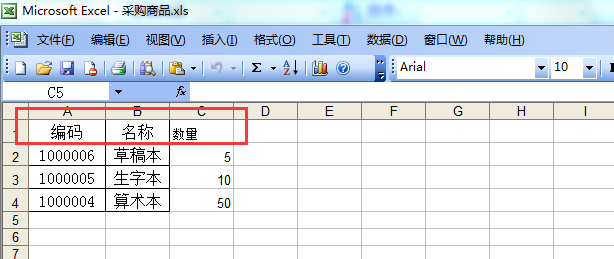 Microsoft Excel - 采购商品.xls
文件(F) 编辑(E) 视图(V) 插入(I) 格式(O) 工具(T) 数据(D) 窗口(W) 帮助(H)
Σ A Z Arial 10
C5 fx
A B C D E F G H I
1 编码 名称 数量
2 1000006 草稿本 5
3 1000005 生字本 10
4 1000004 算术本 50
5
6
7